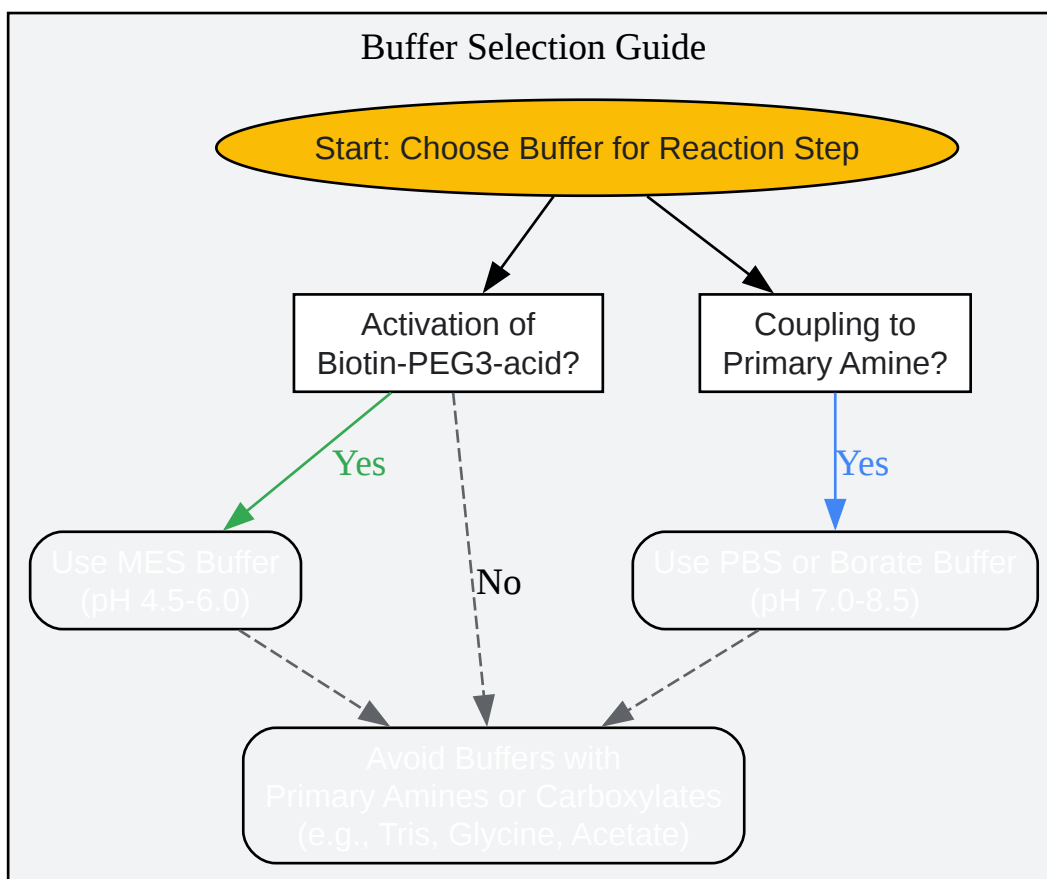 Buffer Selection Guide
Start: Choose Buffer for Reaction Step
Activation of
Biotin-PEG3-acid?
Coupling to
Primary Amine?
Yes
Yes
Use MES Buffer
(pH 4.5-6.0)
No
Use PBS or Borate Buffer
(pH 7.0-8.5)
Avoid Buffers with
Primary Amines or Carboxylates
(e.g., Tris, Glycine, Acetate)